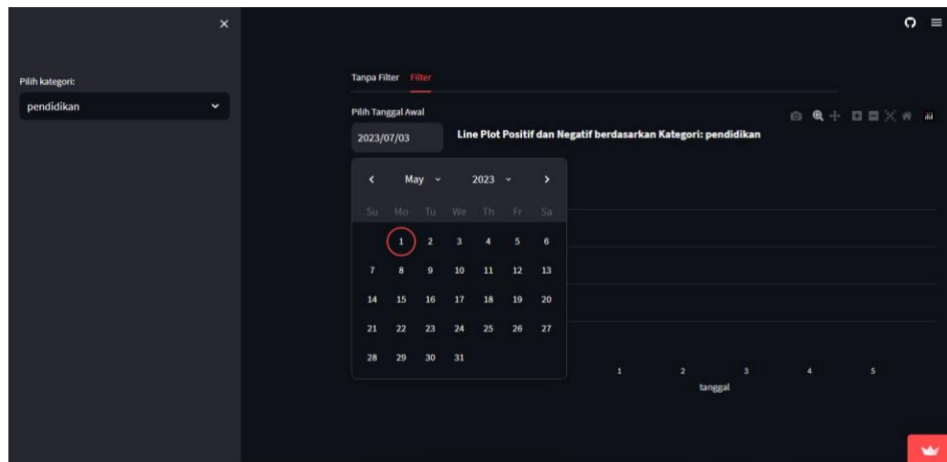 Pilih kategori:
pendidikan
Tanpa Filter Filter
Pilih Tanggal Awal
2023/07/03
Line Plot Positif dan Negatif berdasarkan Kategori: pendidikan
May 2023
Su Mo Tu We Th Fr Sa
1 2 3 4 5 6
7 8 9 10 11 12 13
14 15 16 17 18 19 20
21 22 23 24 25 26 27
28 29 30 31
1 2 3 4 5
tanggal